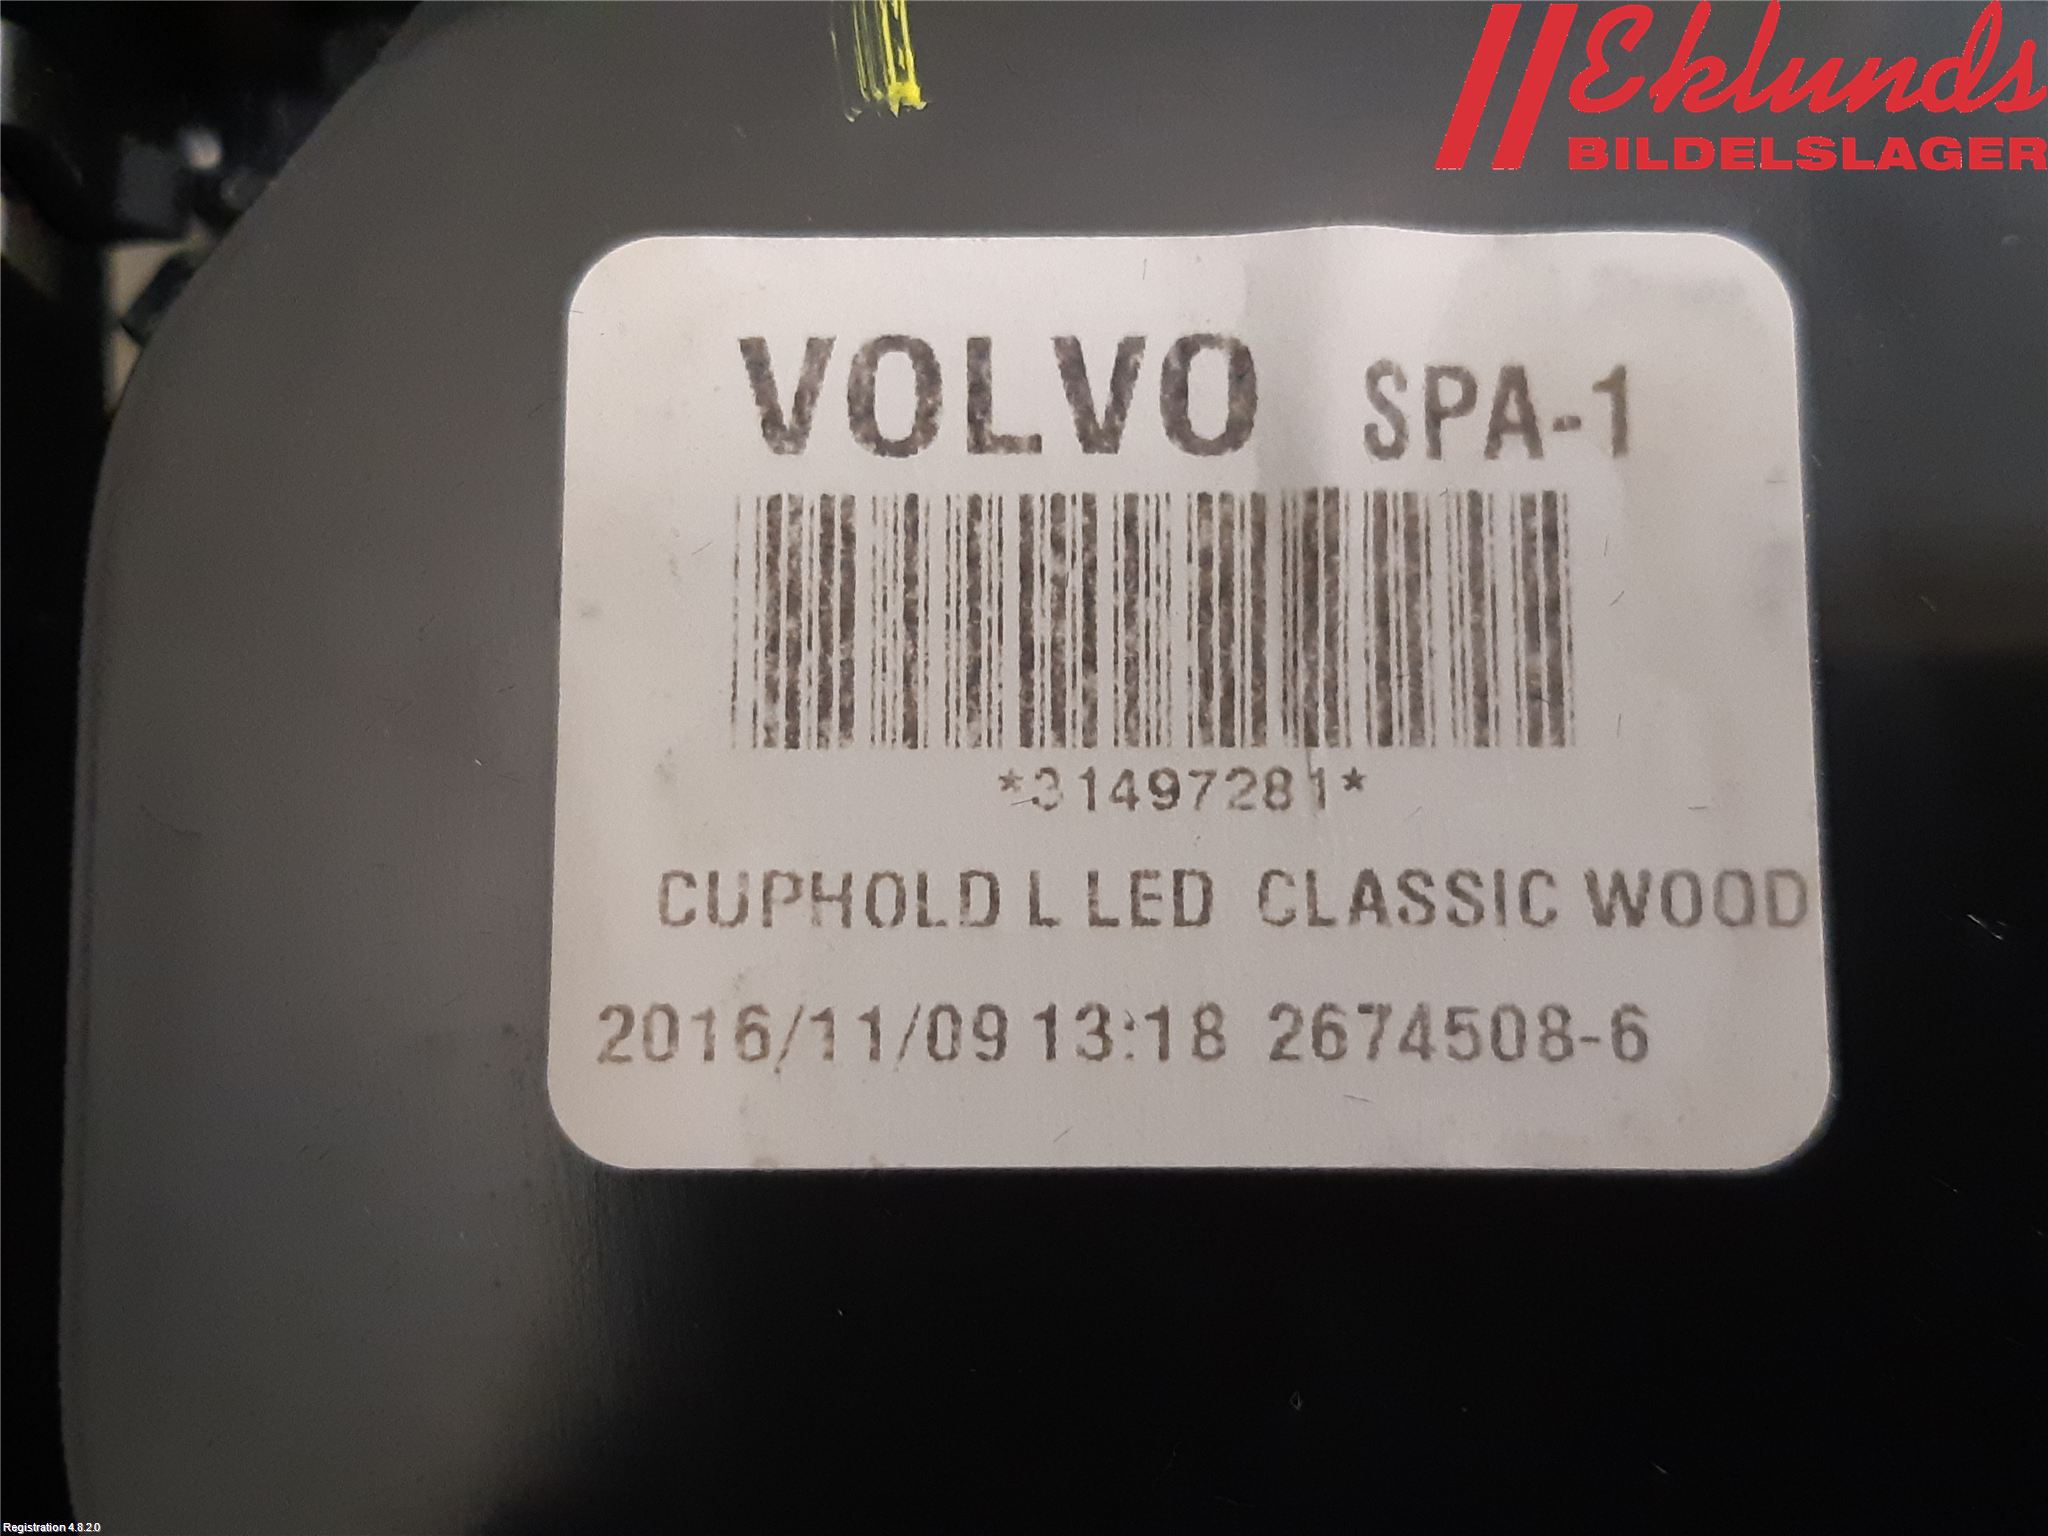 Eklunds
BILDELSLAGER
VOLVO SPA-1
*31497281*
CUPHOLD L LED CLASSIC WOOD
2016/11/09 13:18 2674508-6
Registration 4.8.2.0